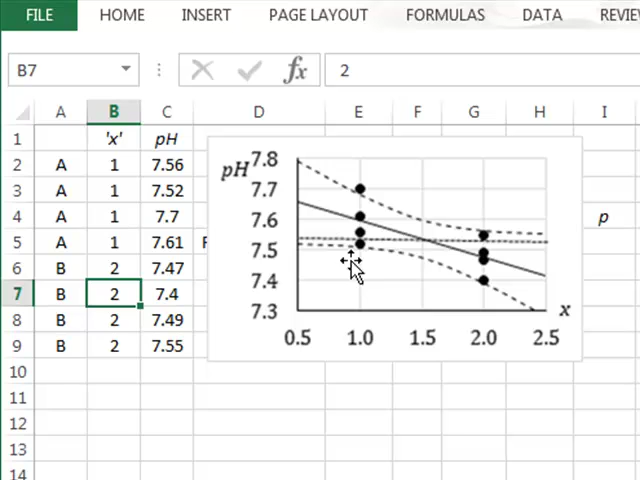 FILE HOME INSERT PAGE LAYOUT FORMULAS DATA REVIE
B7 fx 2
A B C D E F G H I
1 'x' pH
2 A 1 7.56
3 A 1 7.52
4 A 1 7.7 p
5 A 1 7.61 F
6 B 2 7.47
7 B 2 7.4
8 B 2 7.49
9 B 2 7.55
10
11
12
13
14
pH 7.8
7.7
7.6
7.5
7.4
7.3 x
0.5 1.0 1.5 2.0 2.5